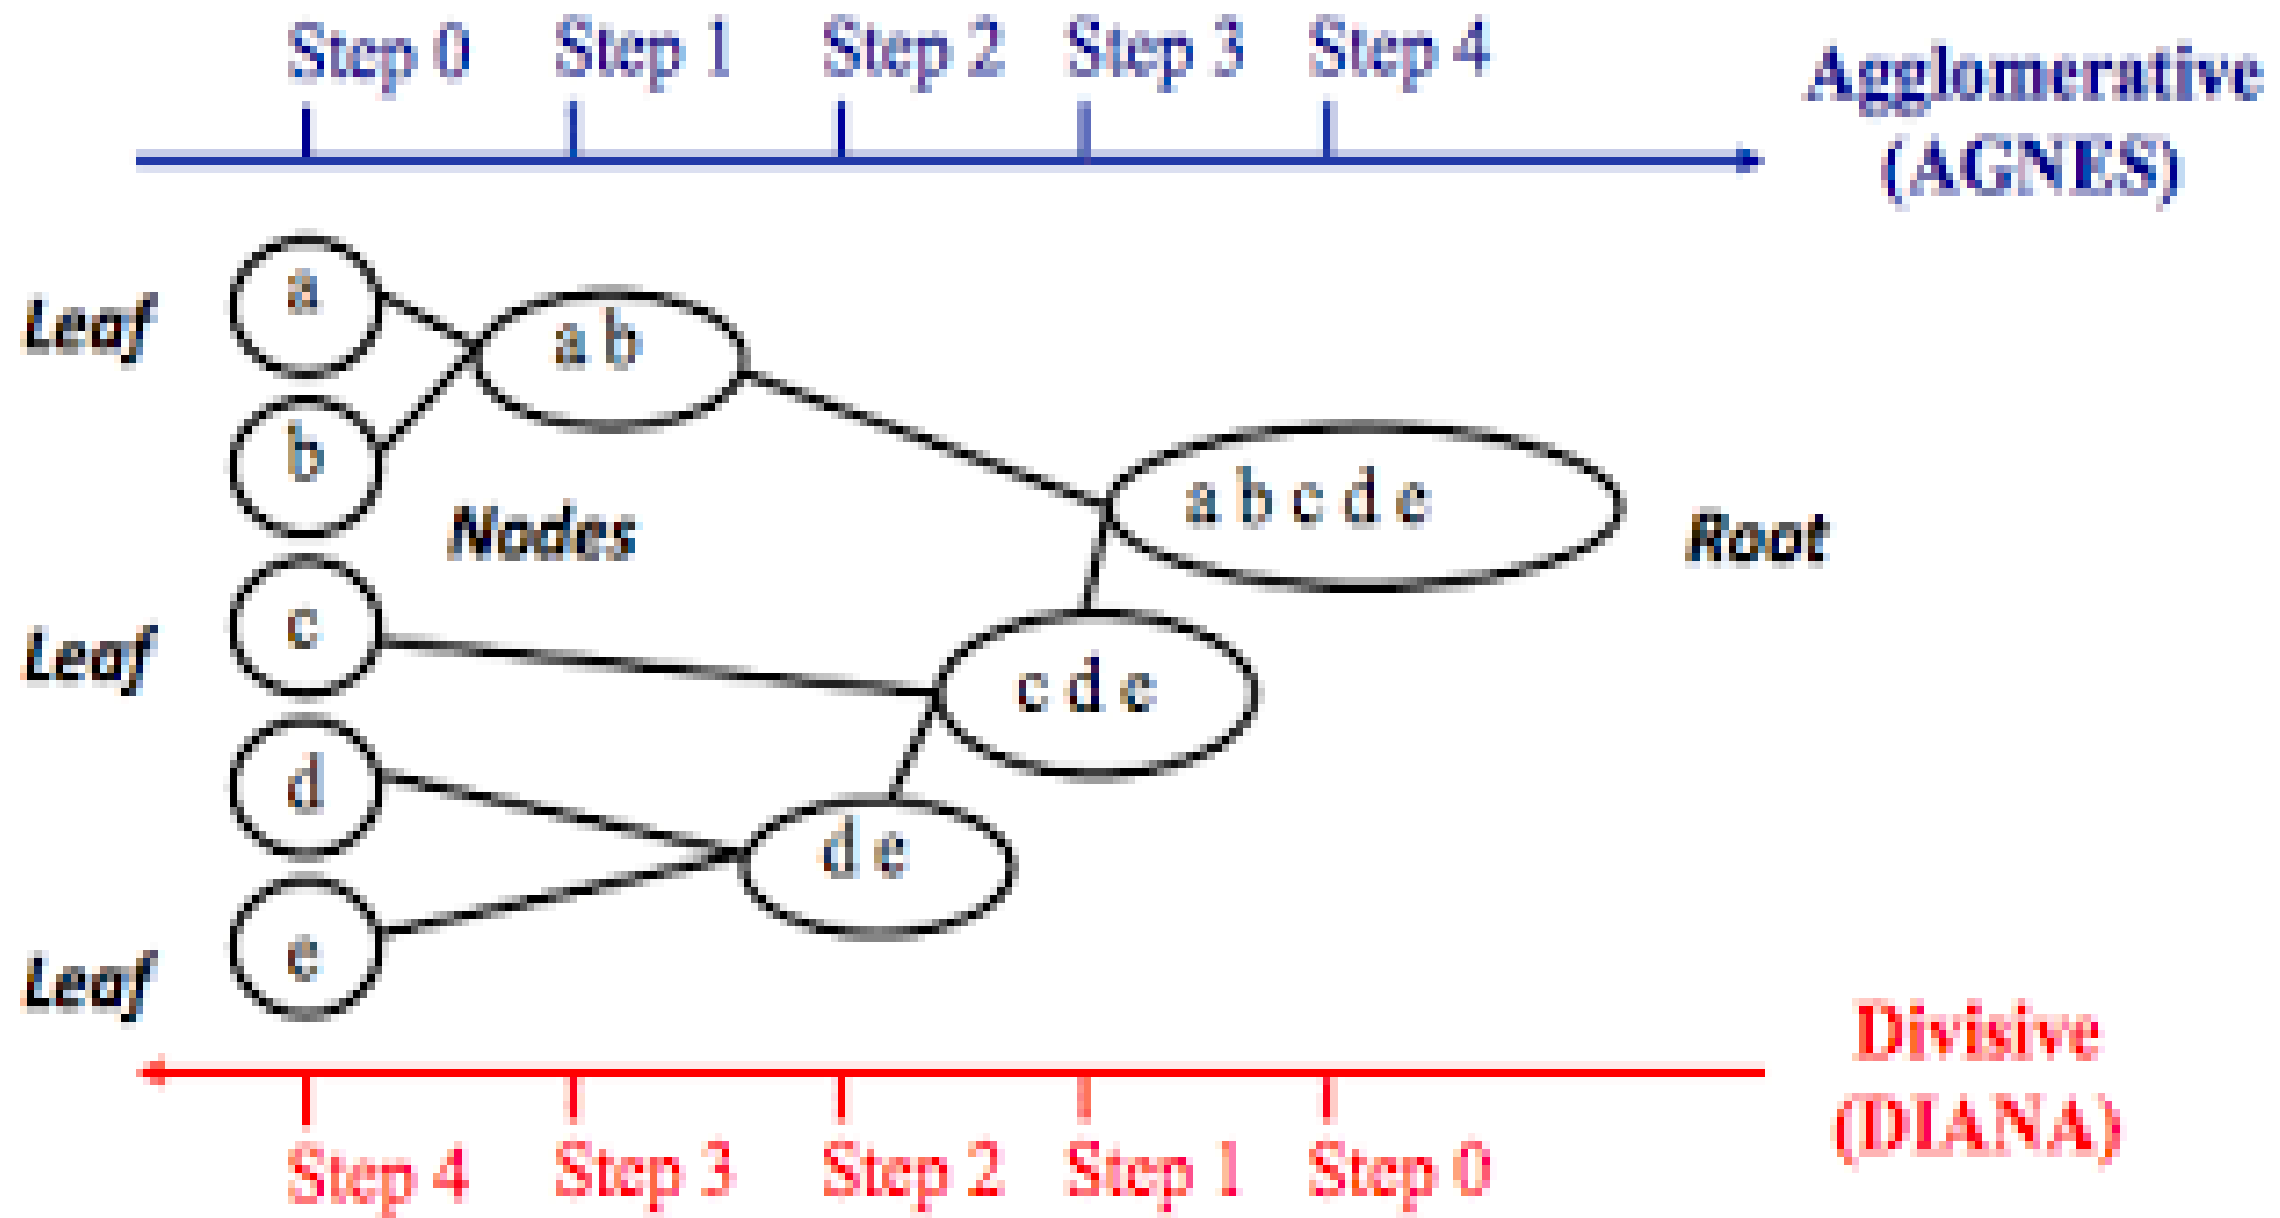 Step 0 Step 1 Step 2 Step 3 Step 4
Agglomerative
(AGNES)
a
Leaf
a b
b
a b c d e
Nodes
Root
c
Leaf
c d e
d
d e
e
Leaf
Divisive
(DIANA)
Step 4 Step 3 Step 2 Step 1 Step 0